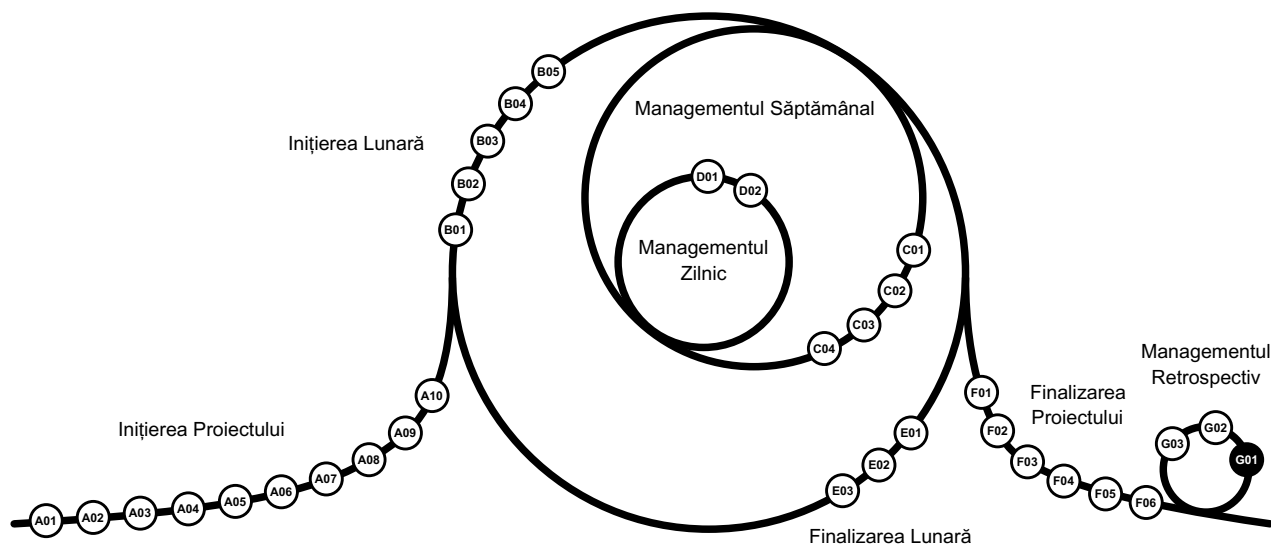 Inițierea Proiectului
A01
A02
A03
A04
A05
A06
A07
A08
A09
A10
Inițierea Lunară
B01
B02
B03
B04
B05
Managementul Săptămânal
C01
C02
C03
C04
Managementul
Zilnic
D01
D02
Finalizarea Lunară
E01
E02
E03
Finalizarea
Proiectului
F01
F02
F03
F04
F05
F06
Managementul
Retrospectiv
G01
G02
G03